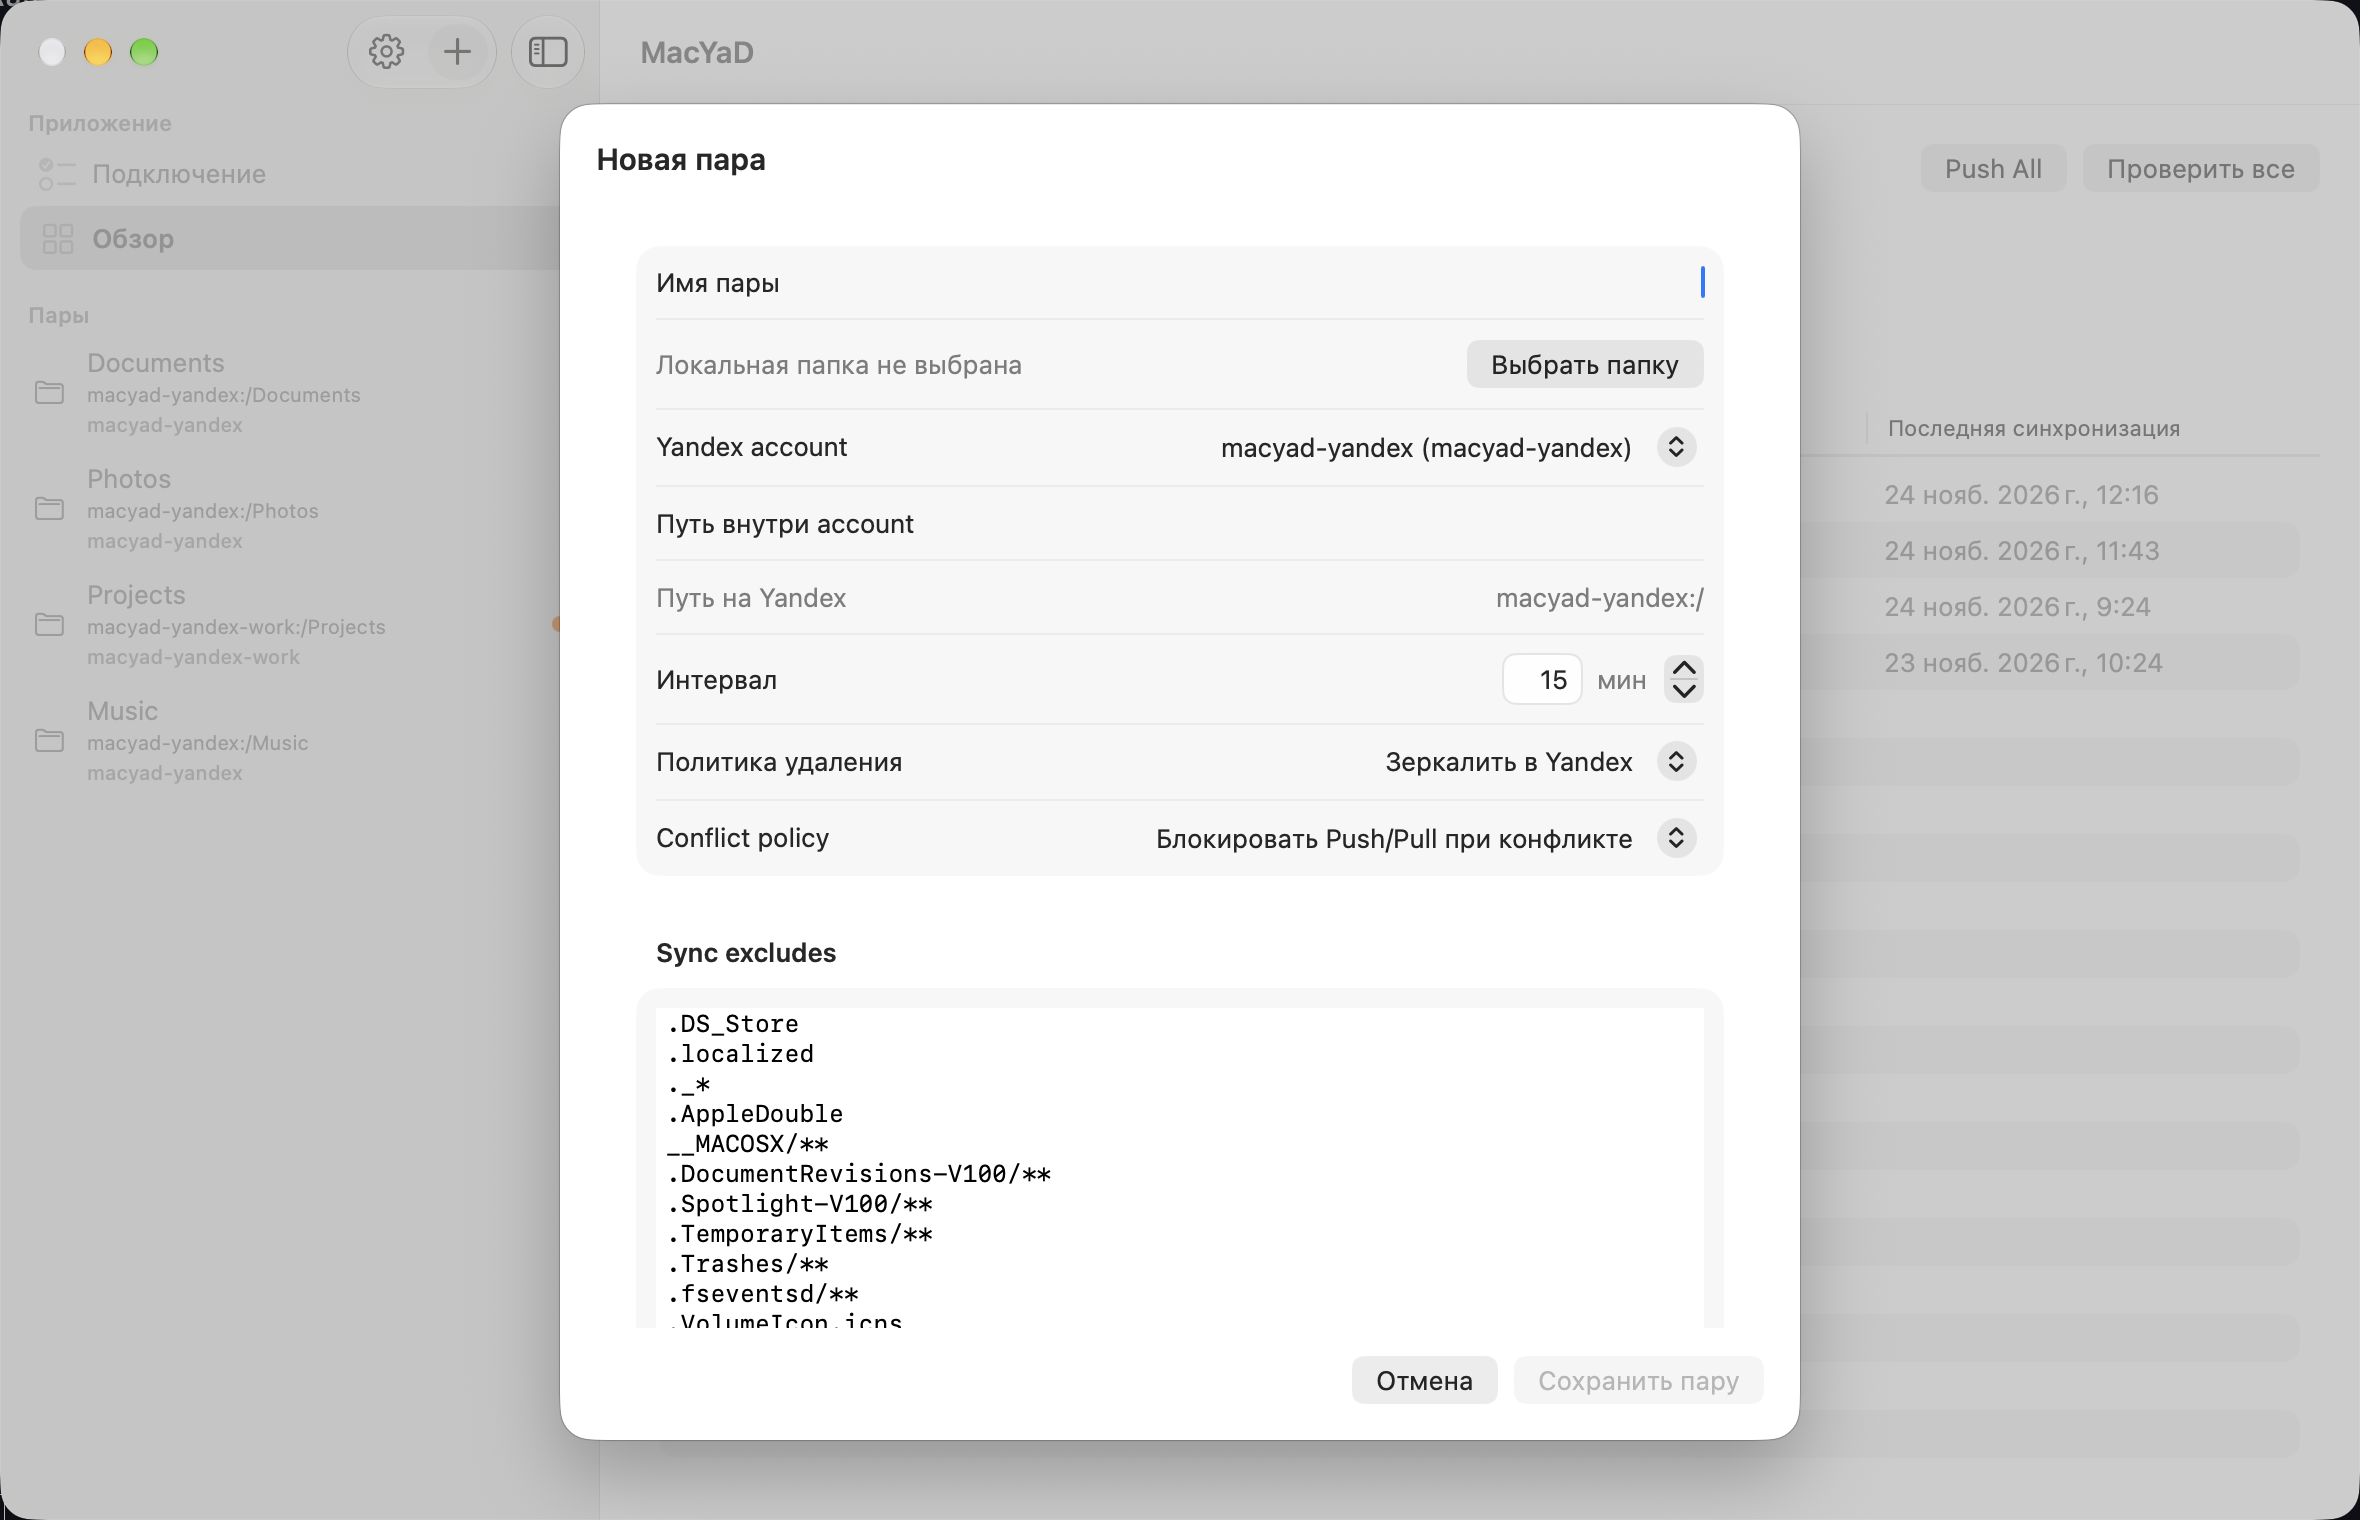 MacYaD
Приложение
Подключение
Обзор
Пары
Documents
macyad-yandex:/Documents
macyad-yandex
Photos
macyad-yandex:/Photos
macyad-yandex
Projects
macyad-yandex-work:/Projects
macyad-yandex-work
Music
macyad-yandex:/Music
macyad-yandex
Push All
Проверить все
Последняя синхронизация
24 нояб. 2026 г., 12:16
24 нояб. 2026 г., 11:43
24 нояб. 2026 г., 9:24
23 нояб. 2026 г., 10:24
Новая пара
Имя пары
Локальная папка не выбрана
Выбрать папку
Yandex account
macyad-yandex (macyad-yandex)
Путь внутри account
Путь на Yandex
macyad-yandex:/
Интервал
15 мин
Политика удаления
Зеркалить в Yandex
Conflict policy
Блокировать Push/Pull при конфликте
Sync excludes
.DS_Store
.localized
._*
.AppleDouble
__MACOSX/**
.DocumentRevisions-V100/**
.Spotlight-V100/**
.TemporaryItems/**
.Trashes/**
.fseventsd/**
.VolumeIcon.icns
Отмена
Сохранить пару